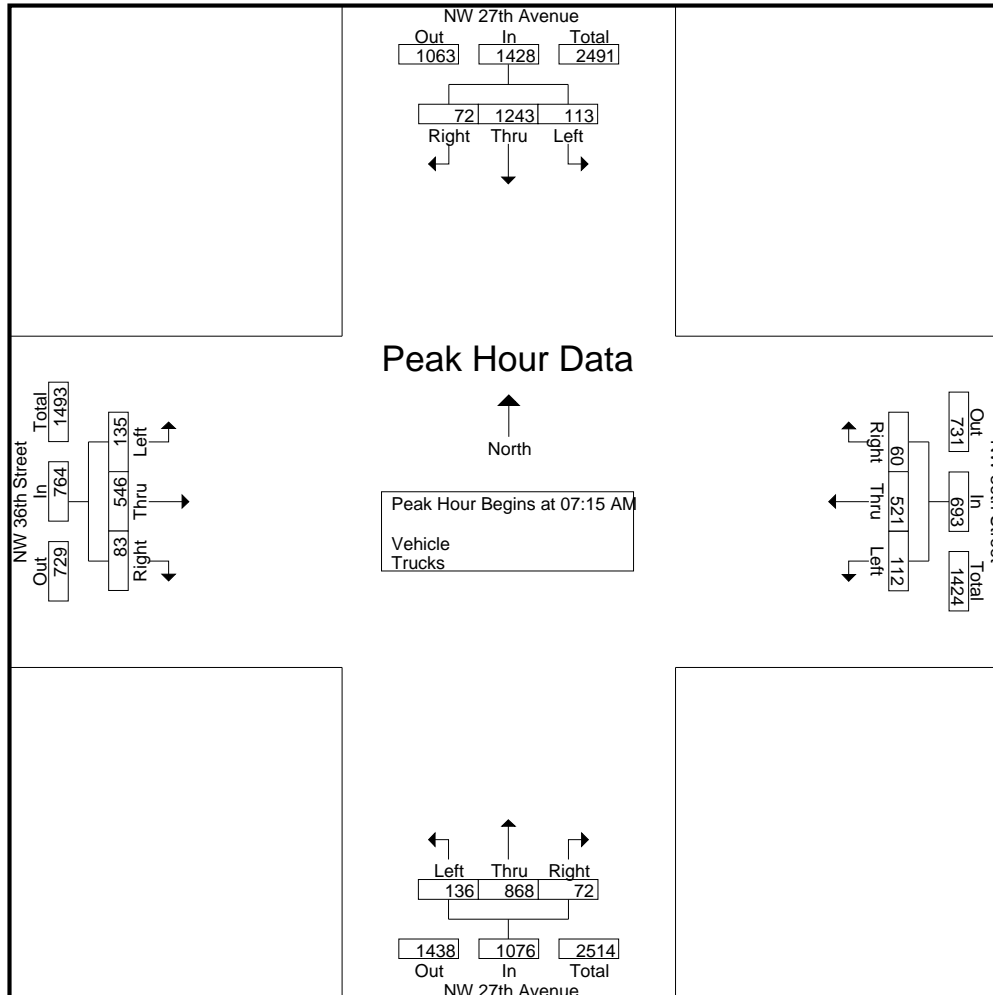 NW 27th Avenue
Out In Total
1063 1428 2491
72 1243 113
Right Thru Left
Peak Hour Data
North
Peak Hour Begins at 07:15 AM
Vehicle
Trucks
NW 36th Street
Total In Out
1493 764 729
135 546 83
Left Thru Right
Out In Total
731 693 1424
60 521 112
Right Thru Left
Left Thru Right
136 868 72
1438 1076 2514
Out In Total
NW 27th Avenue